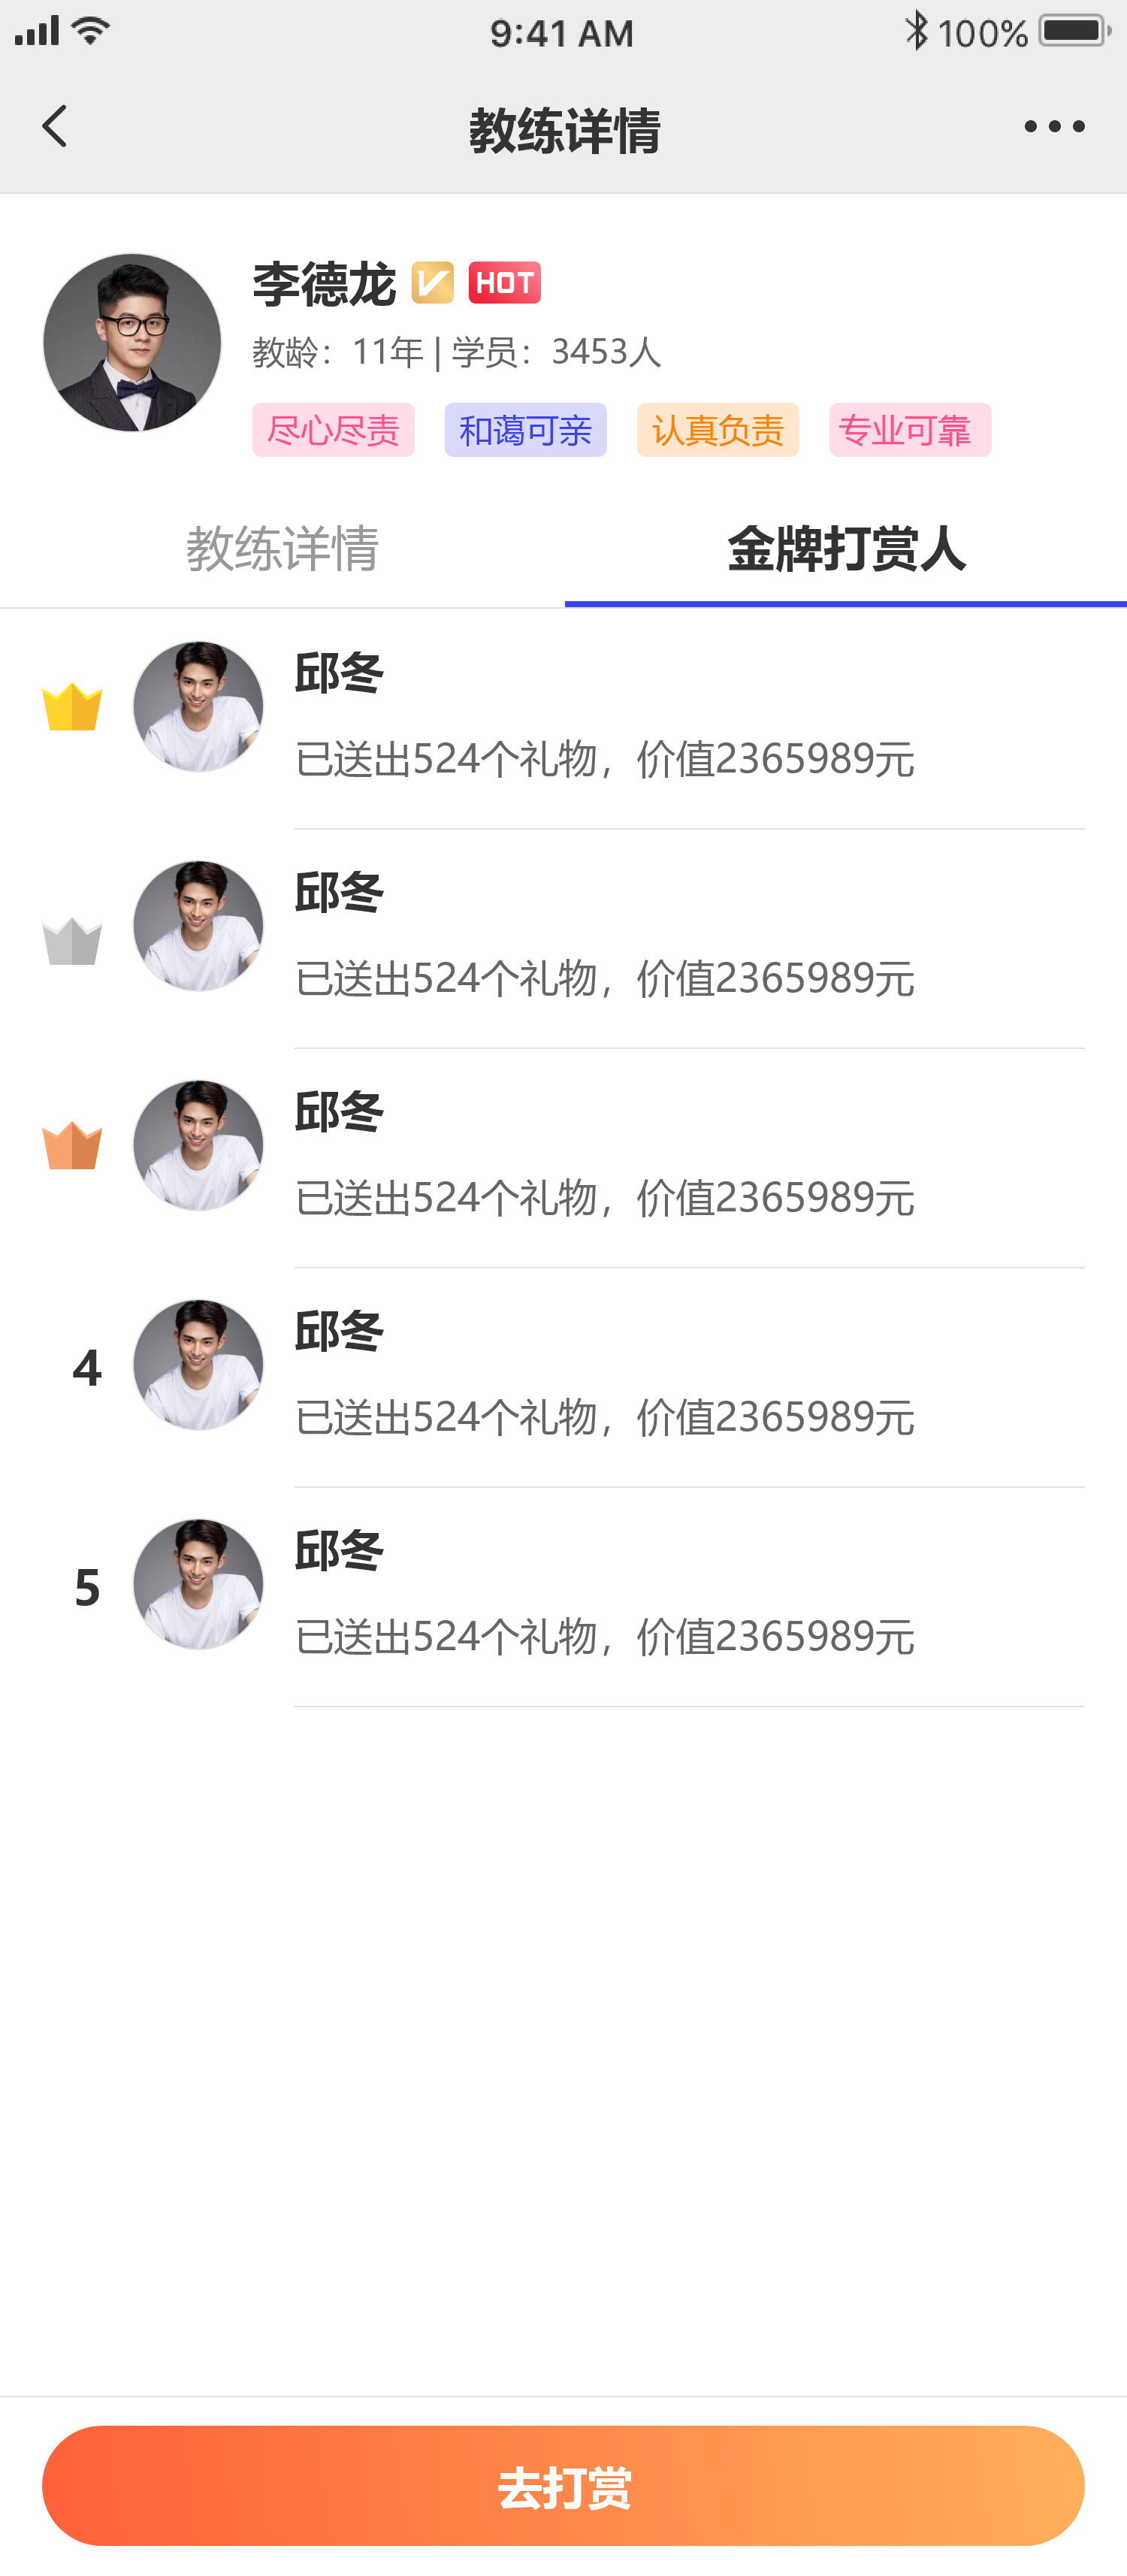 9:41 AM 100%
教练详情
李德龙 V HOT
教龄：11年 | 学员：3453人
尽心尽责 和蔼可亲 认真负责 专业可靠
教练详情 金牌打赏人
邱冬
已送出524个礼物，价值2365989元
邱冬
已送出524个礼物，价值2365989元
邱冬
已送出524个礼物，价值2365989元
4 邱冬
已送出524个礼物，价值2365989元
5 邱冬
已送出524个礼物，价值2365989元
去打赏